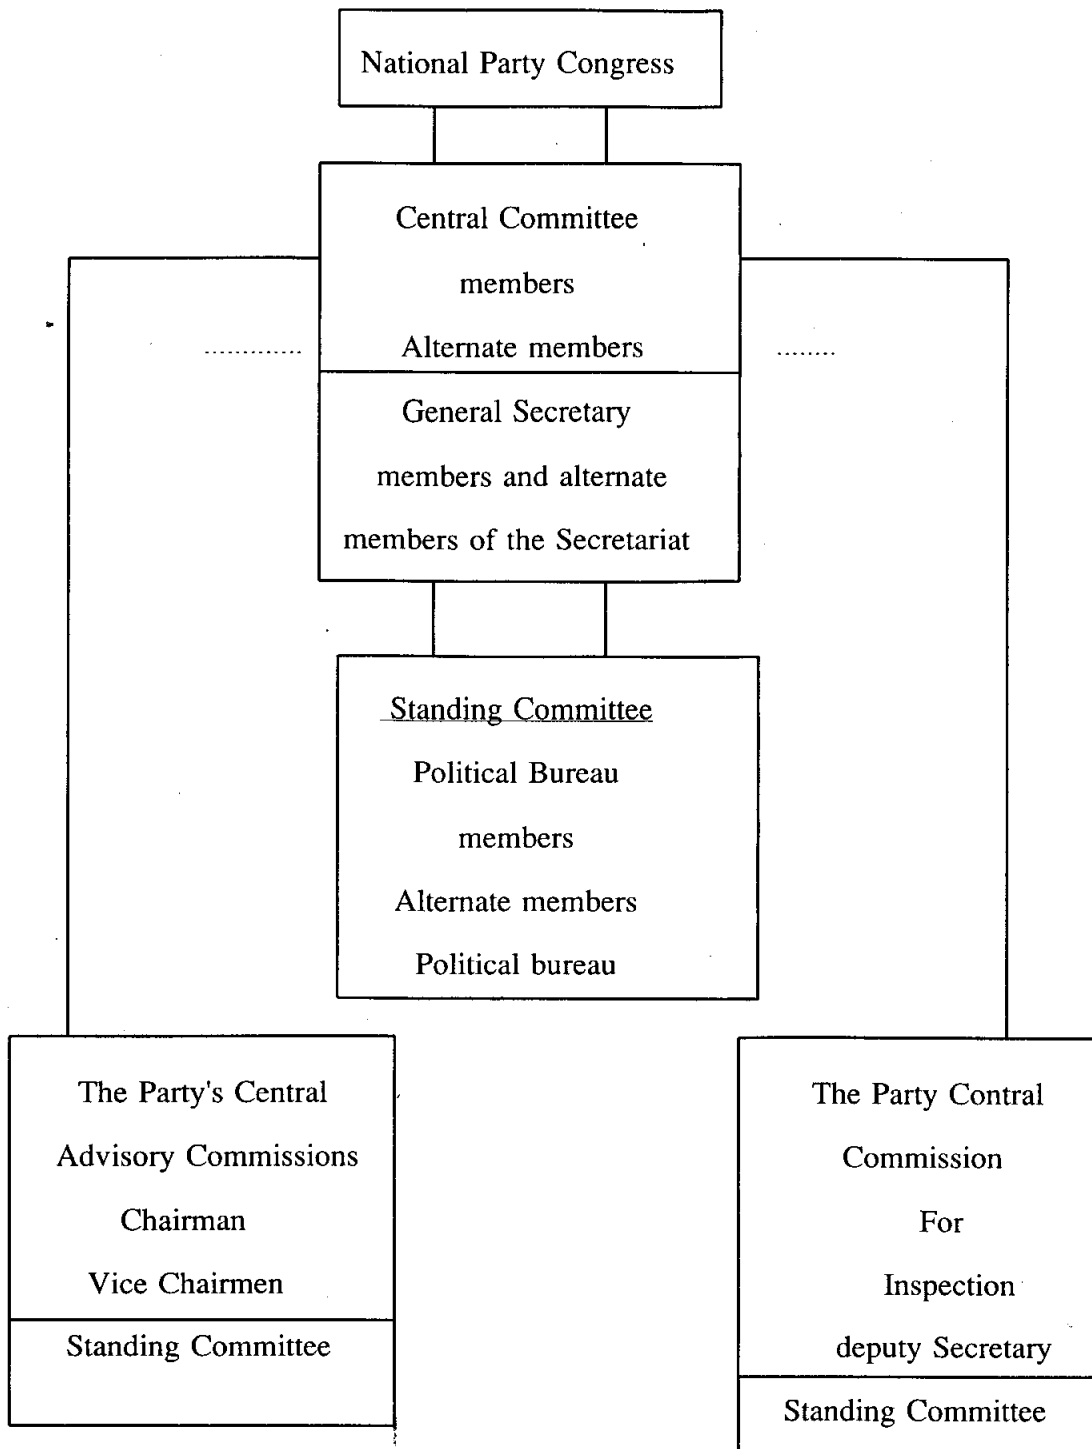 National Party Congress
Central Committee
members
Alternate members
General Secretary
members and alternate
members of the Secretariat
Standing Committee
Political Bureau
members
Alternate members
Political bureau
The Party's Central
Advisory Commissions
Chairman
Vice Chairmen
Standing Committee
The Party Contral
Commission
For
Inspection
deputy Secretary
Standing Committee